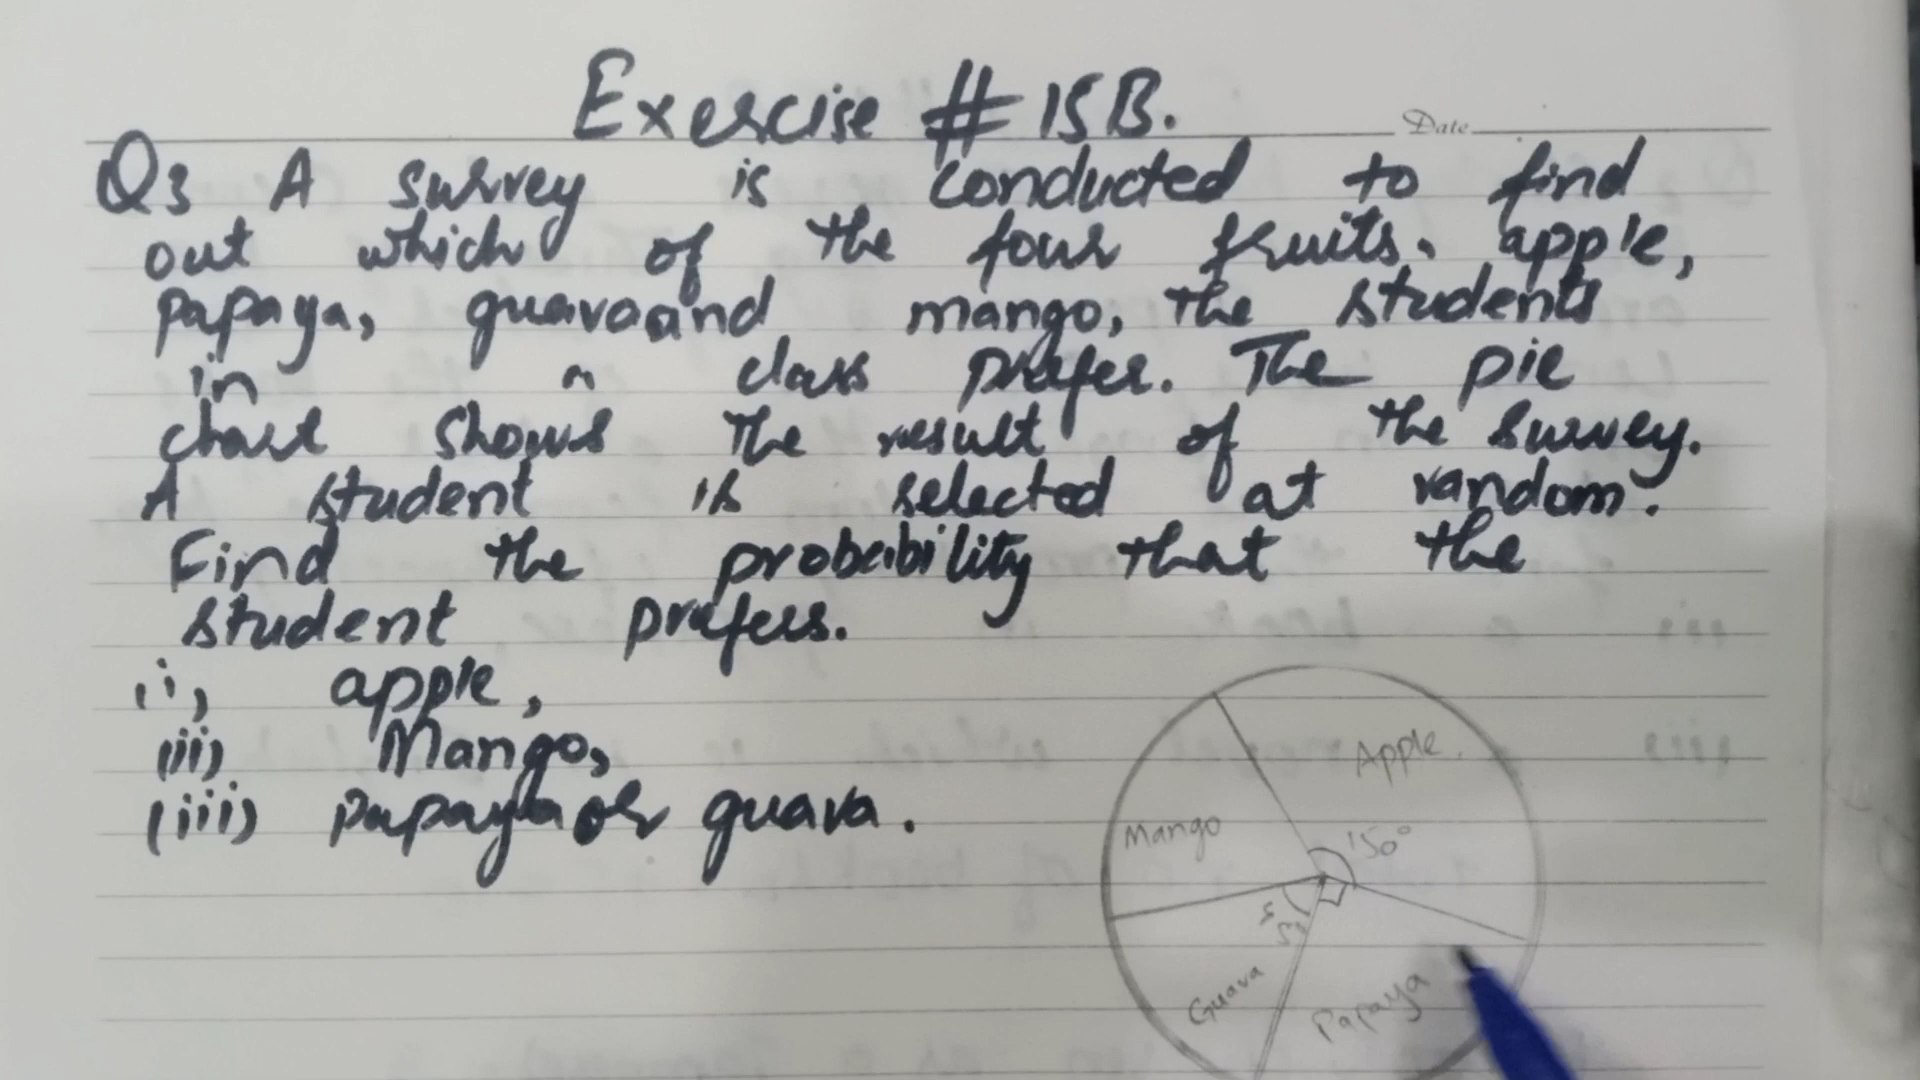 Exercise # 15B.
Date
Q3 A survey is conducted to find
out which of the four fruits. apple,
papaya, guava and mango, the students
in a class prefer. The pie
chart shows the result of the survey.
A student is selected at random.
Find the probability that the
student prefers.
(i), apple,
(ii) Mango,
(iii) papaya or guava.
Apple.
Mango
150°
Guava
Papaya